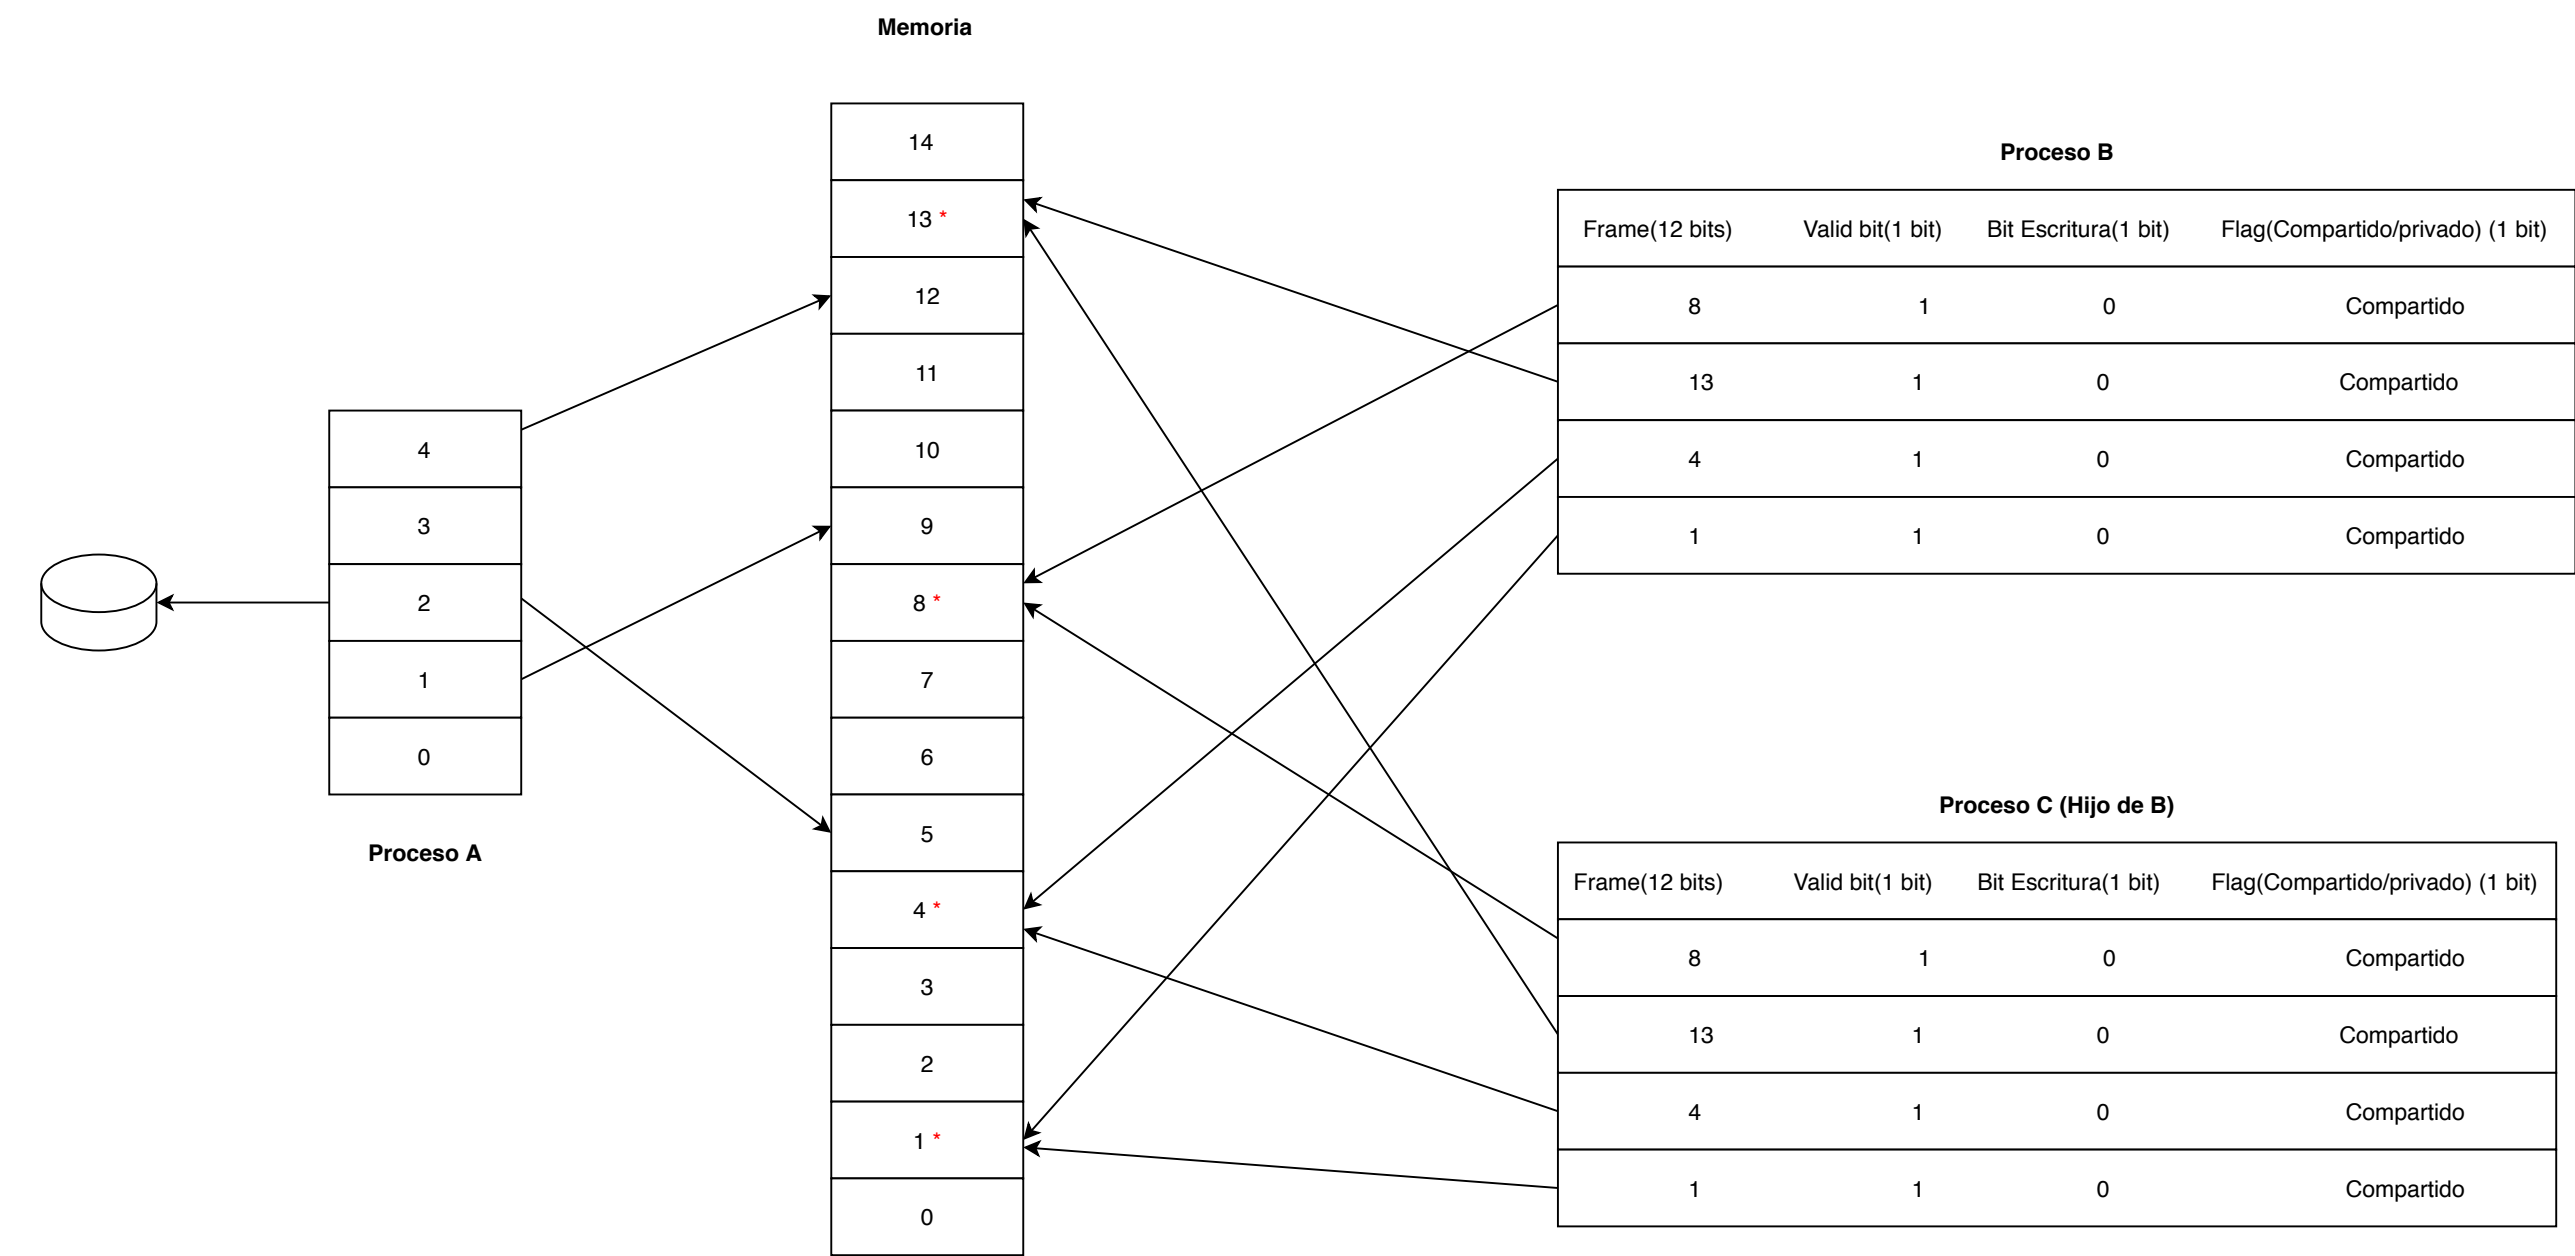 Memoria
14
13 *
12
11
10
9
8 *
7
6
5
4 *
3
2
1 *
0
4
3
2
1
0
Proceso A
Proceso B
Frame(12 bits) Valid bit(1 bit) Bit Escritura(1 bit) Flag(Compartido/privado) (1 bit)
8 1 0 Compartido
13 1 0 Compartido
4 1 0 Compartido
1 1 0 Compartido
Proceso C (Hijo de B)
Frame(12 bits) Valid bit(1 bit) Bit Escritura(1 bit) Flag(Compartido/privado) (1 bit)
8 1 0 Compartido
13 1 0 Compartido
4 1 0 Compartido
1 1 0 Compartido